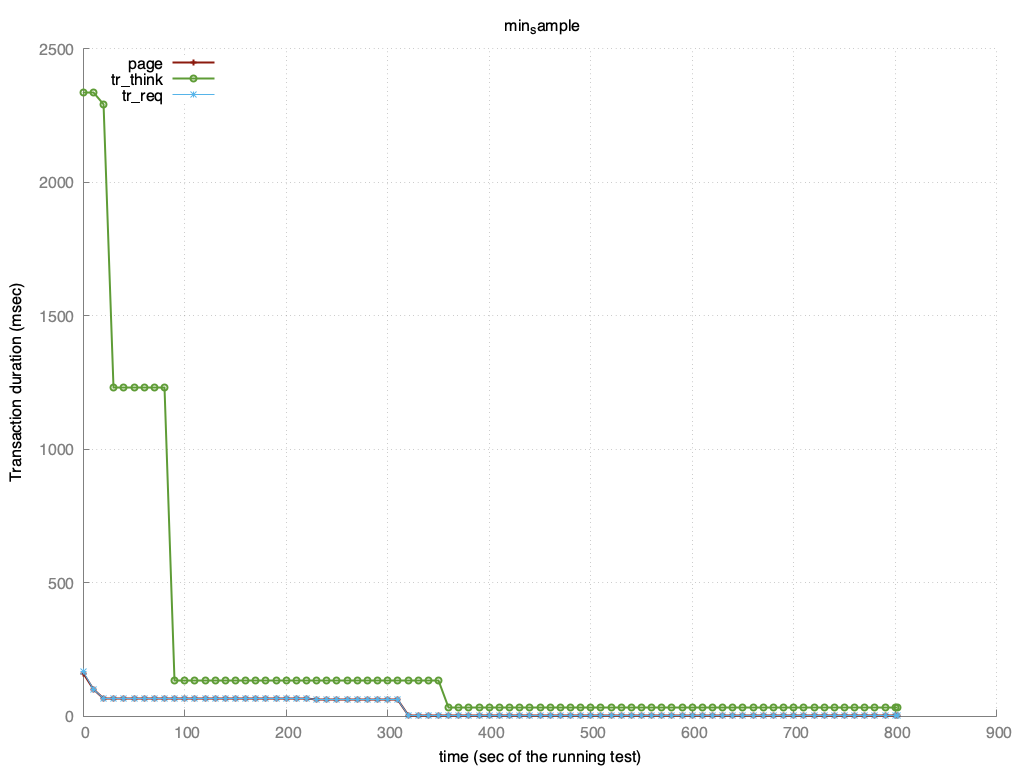 min_sample
page
tr_think
tr_req
Transaction duration (msec)
2500
2000
1500
1000
500
0
0 100 200 300 400 500 600 700 800 900
time (sec of the running test)